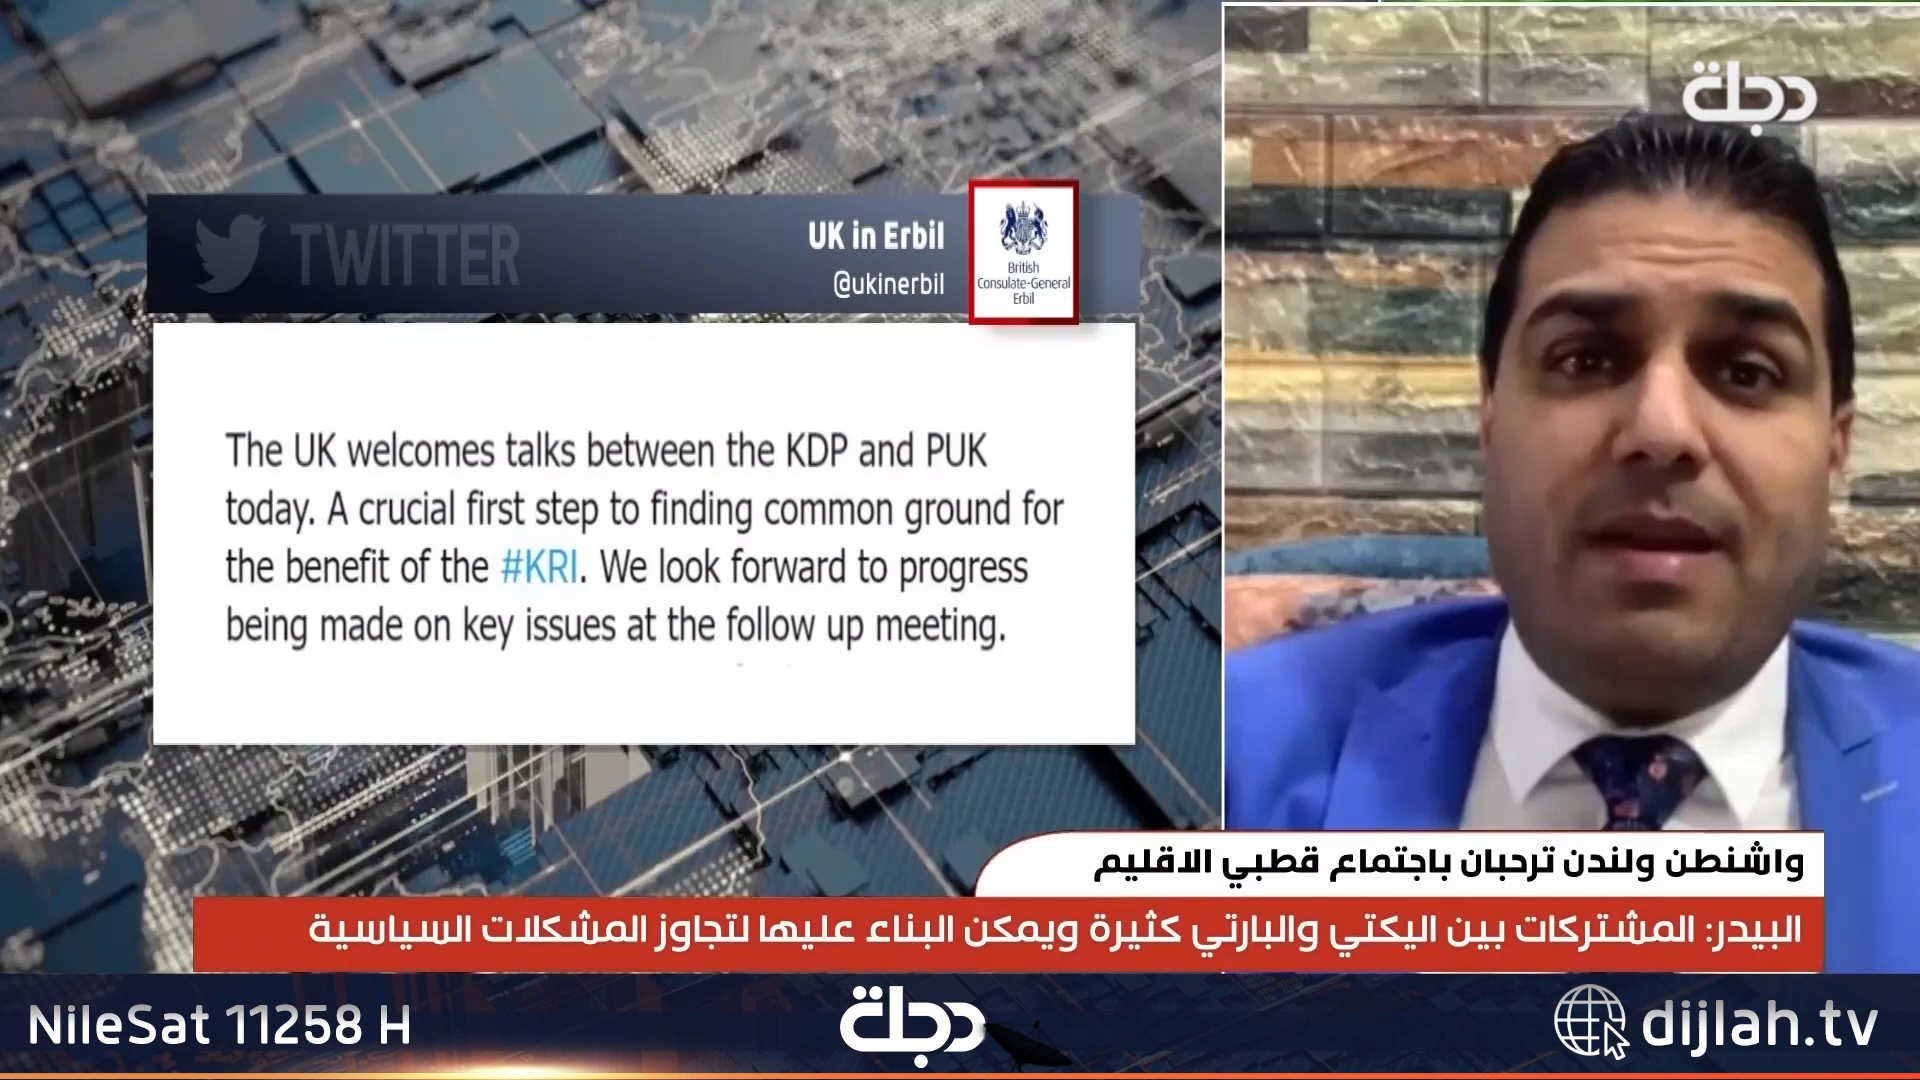 دجلة
TWITTER
UK in Erbil
@ukinerbil
British
Consulate-General
Erbil
The UK welcomes talks between the KDP and PUK
today. A crucial first step to finding common ground for
the benefit of the #KRI. We look forward to progress
being made on key issues at the follow up meeting.
واشنطن ولندن ترحبان باجتماع قطبي الاقليم
البيدر: المشتركات بين اليكتي والبارتي كثيرة ويمكن البناء عليها لتجاوز المشكلات السياسية
NileSat 11258 H
دجلة
dijlah.tv